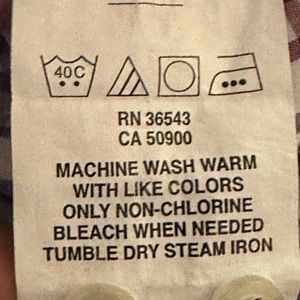 40C
RN 36543
CA 50900
MACHINE WASH WARM
WITH LIKE COLORS
ONLY NON-CHLORINE
BLEACH WHEN NEEDED
TUMBLE DRY STEAM IRON